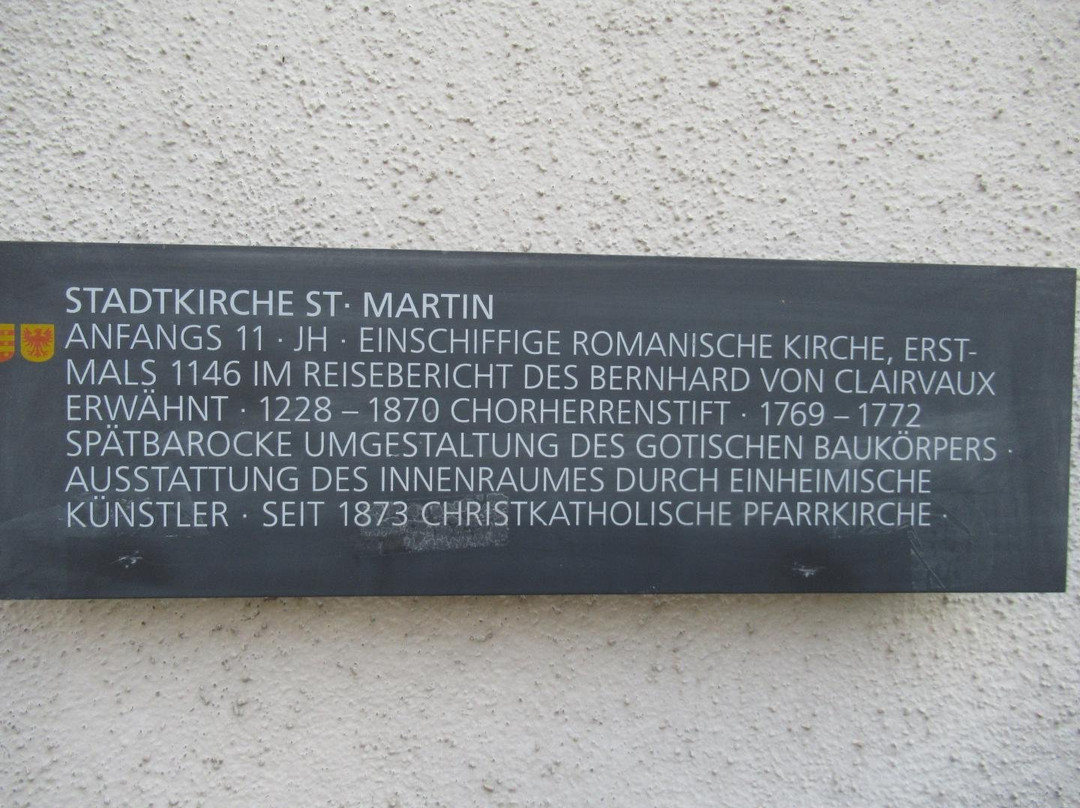 STADTKIRCHE ST· MARTIN
ANFANGS 11 · JH · EINSCHIFFIGE ROMANISCHE KIRCHE, ERST-
MALS 1146 IM REISEBERICHT DES BERNHARD VON CLAIRVAUX
ERWÄHNT · 1228 – 1870 CHORHERRENSTIFT · 1769 – 1772
SPÄTBAROCKE UMGESTALTUNG DES GOTISCHEN BAUKÖRPERS ·
AUSSTATTUNG DES INNENRAUMES DURCH EINHEIMISCHE
KÜNSTLER · SEIT 1873 CHRISTKATHOLISCHE PFARRKIRCHE ·